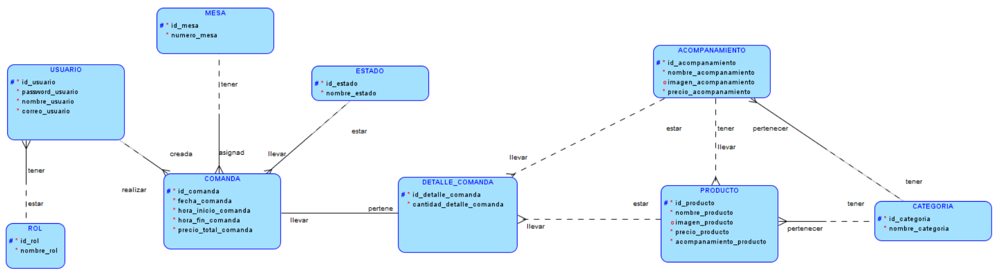 MESA
# * id_mesa
* numero_mesa
USUARIO
# * id_usuario
* password_usuario
* nombre_usuario
* correo_usuario
ESTADO
# * id_estado
* nombre_estado
ACOMPANAMIENTO
# * id_acompanamiento
* nombre_acompanamiento
o imagen_acompanamiento
* precio_acompanamiento
tener
estar
estar
tener
pertenecer
creada
asignad
llevar
llevar
llevar
tener
realizar
estar
COMANDA
# * id_comanda
* fecha_comanda
* hora_inicio_comanda
* hora_fin_comanda
* precio_total_comanda
pertene
llevar
DETALLE_COMANDA
# * id_detalle_comanda
* cantidad_detalle_comanda
estar
llevar
PRODUCTO
# * id_producto
* nombre_producto
o imagen_producto
* precio_producto
* acompanamiento_producto
tener
tener
pertenecer
CATEGORIA
# * id_categoria
* nombre_categoria
ROL
# * id_rol
* nombre_rol